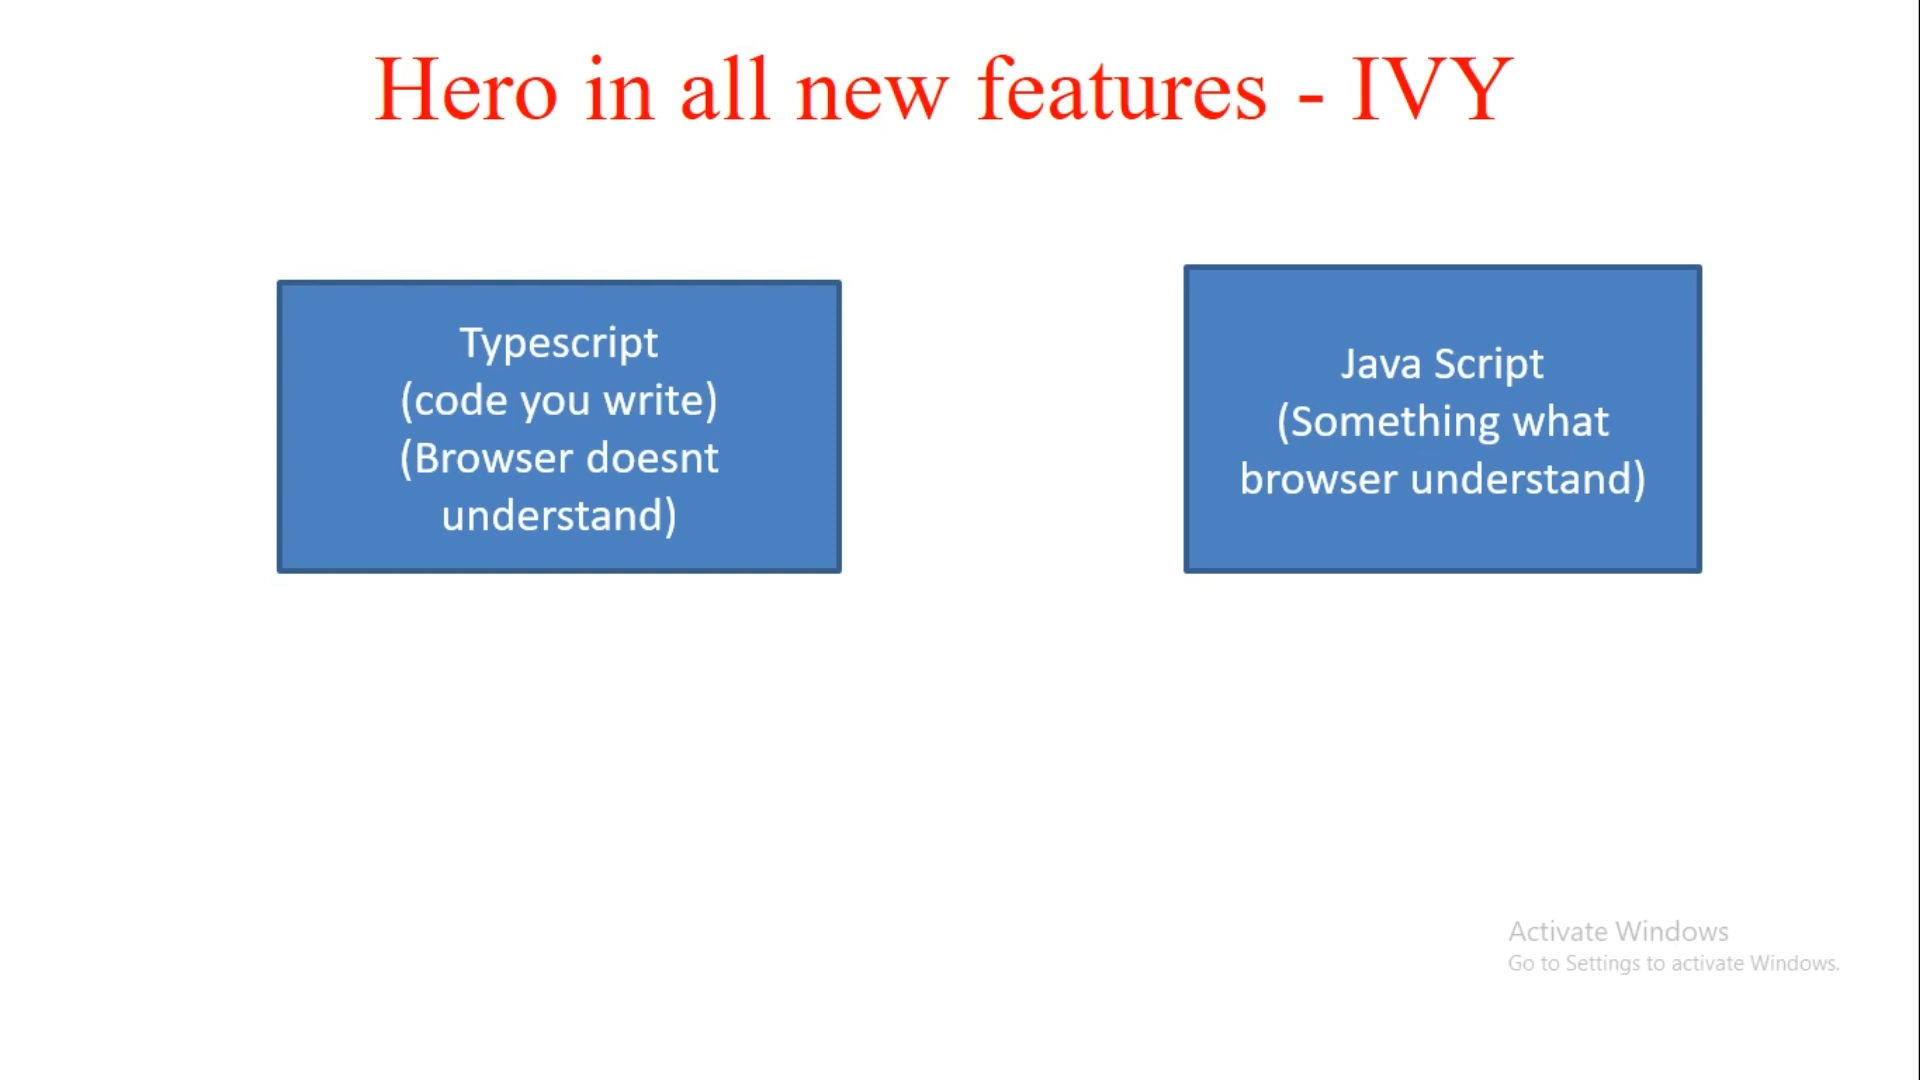 Hero in all new features - IVY
Typescript
(code you write)
(Browser doesnt
understand)
Java Script
(Something what
browser understand)
Activate Windows
Go to Settings to activate Windows.